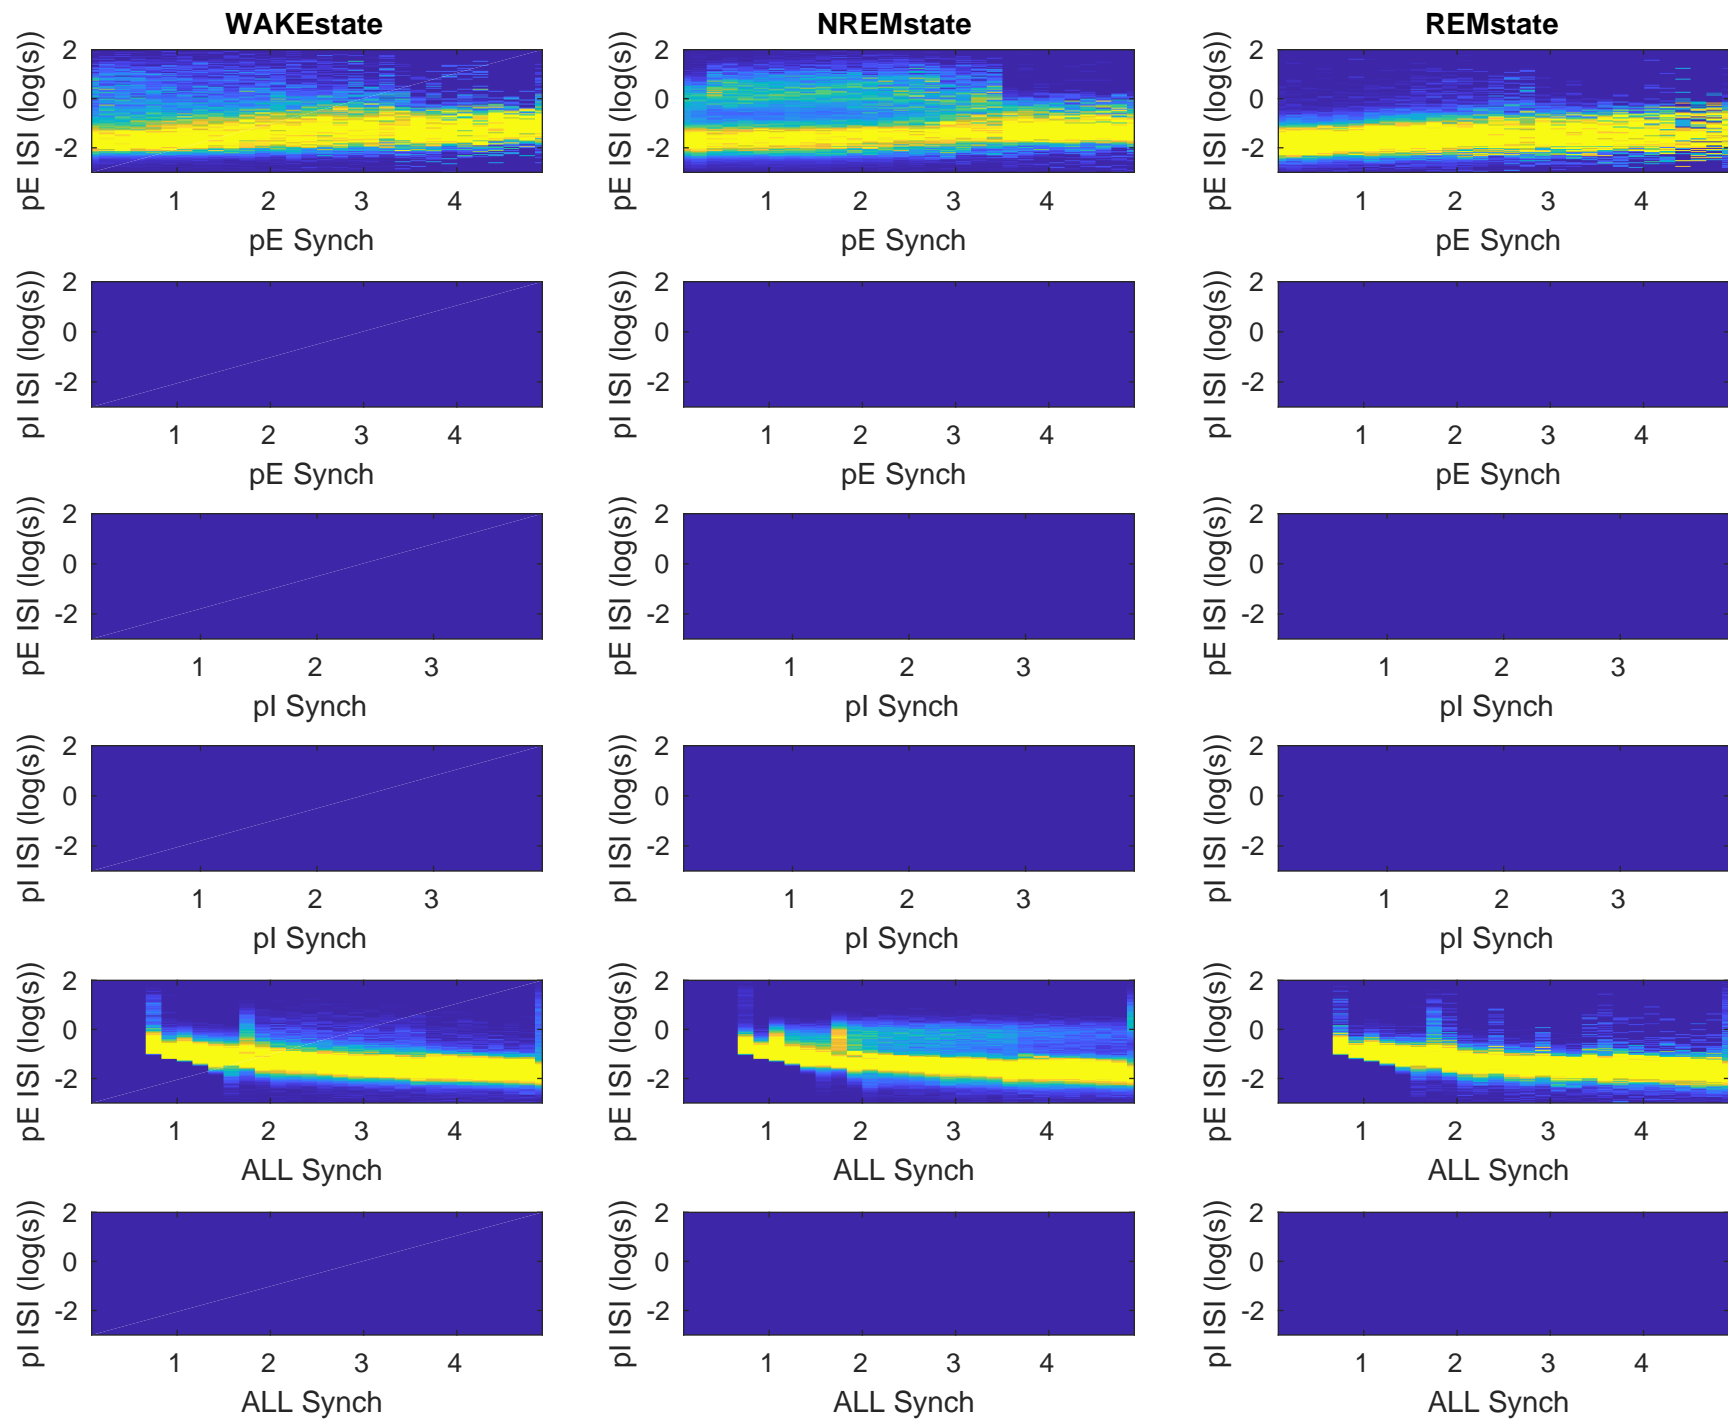 WAKEstate
NREMstate
REMstate
pE ISI (log(s))
2
0
-2
1 2 3 4
pE Synch
pE ISI (log(s))
2
0
-2
1 2 3 4
pE Synch
pE ISI (log(s))
2
0
-2
1 2 3 4
pE Synch
pI ISI (log(s))
2
0
-2
1 2 3 4
pE Synch
pI ISI (log(s))
2
0
-2
1 2 3 4
pE Synch
pI ISI (log(s))
2
0
-2
1 2 3 4
pE Synch
pE ISI (log(s))
2
0
-2
1 2 3
pI Synch
pE ISI (log(s))
2
0
-2
1 2 3
pI Synch
pE ISI (log(s))
2
0
-2
1 2 3
pI Synch
pI ISI (log(s))
2
0
-2
1 2 3
pI Synch
pI ISI (log(s))
2
0
-2
1 2 3
pI Synch
pI ISI (log(s))
2
0
-2
1 2 3
pI Synch
pE ISI (log(s))
2
0
-2
1 2 3 4
ALL Synch
pE ISI (log(s))
2
0
-2
1 2 3 4
ALL Synch
pE ISI (log(s))
2
0
-2
1 2 3 4
ALL Synch
pI ISI (log(s))
2
0
-2
1 2 3 4
ALL Synch
pI ISI (log(s))
2
0
-2
1 2 3 4
ALL Synch
pI ISI (log(s))
2
0
-2
1 2 3 4
ALL Synch